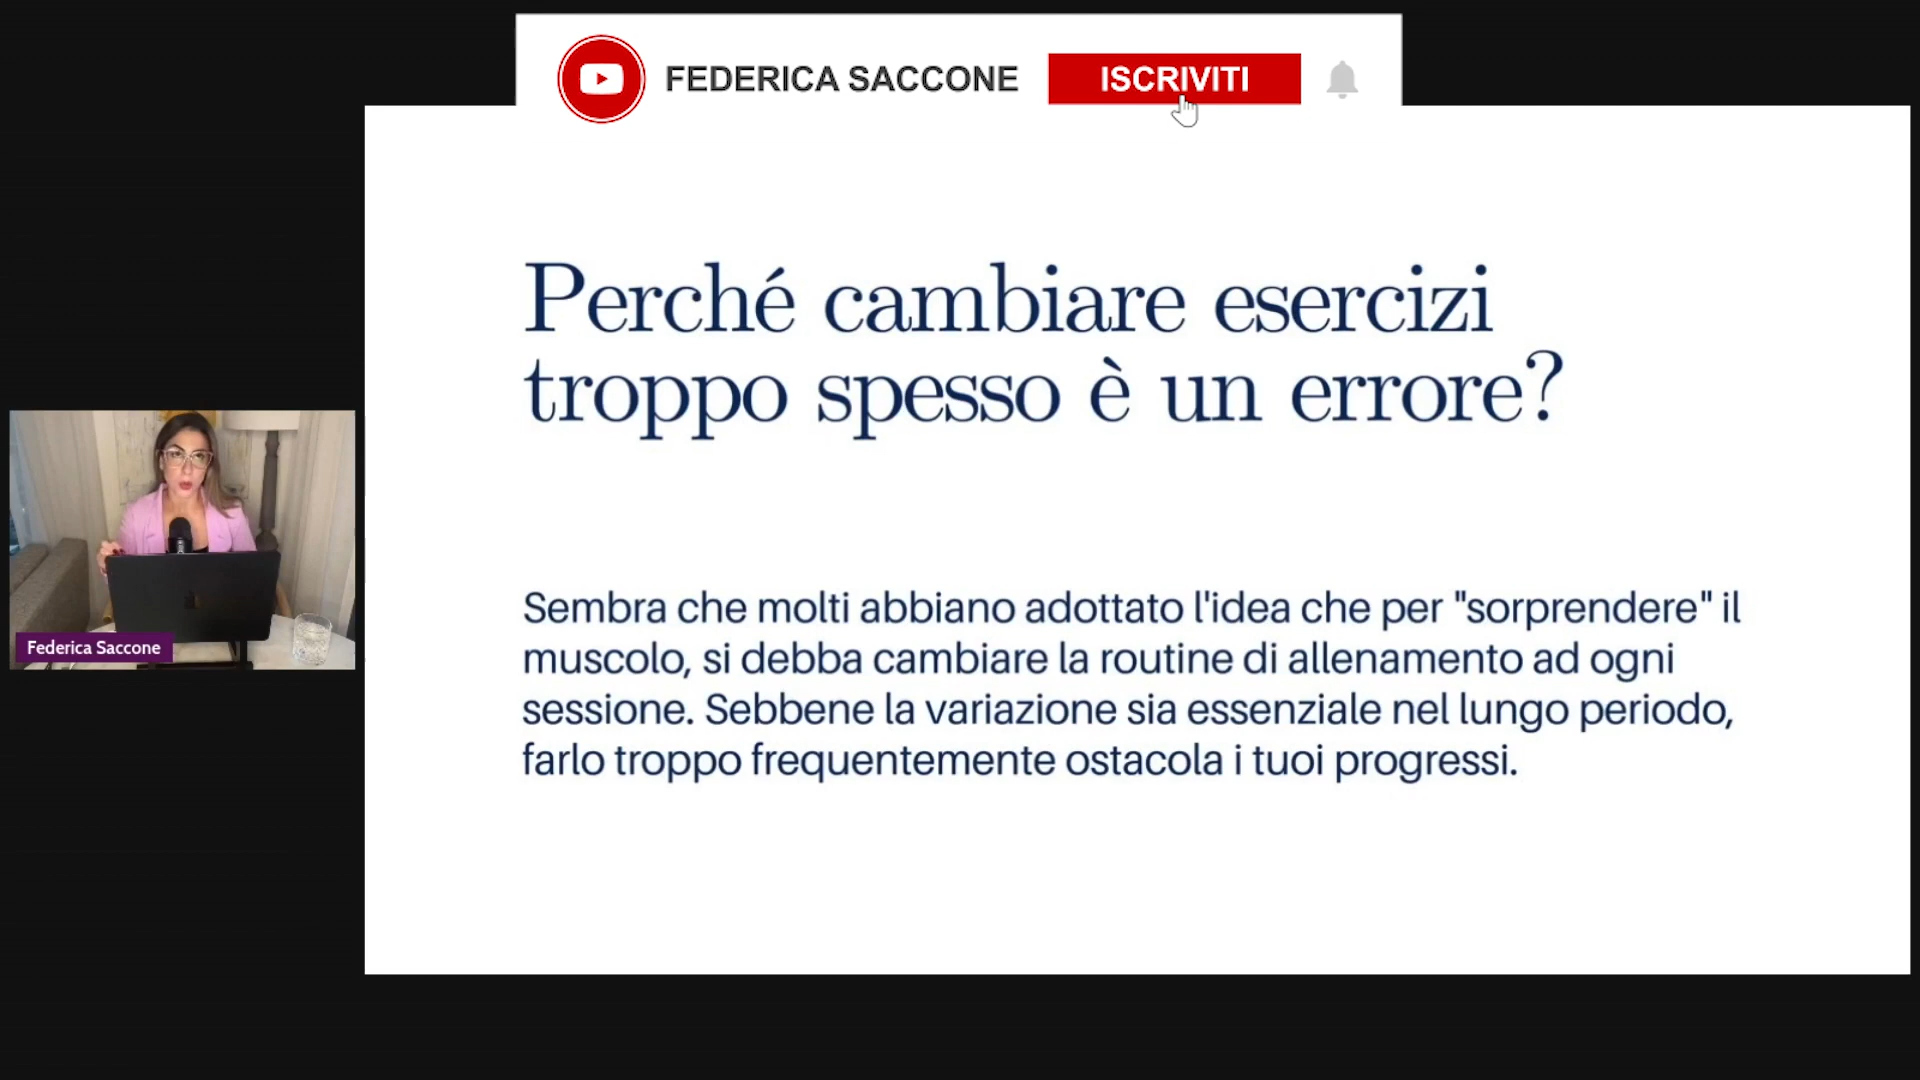 FEDERICA SACCONE
ISCRIVITI
Perché cambiare esercizi
troppo spesso è un errore?
Sembra che molti abbiano adottato l'idea che per "sorprendere" il
muscolo, si debba cambiare la routine di allenamento ad ogni
sessione. Sebbene la variazione sia essenziale nel lungo periodo,
farlo troppo frequentemente ostacola i tuoi progressi.
Federica Saccone